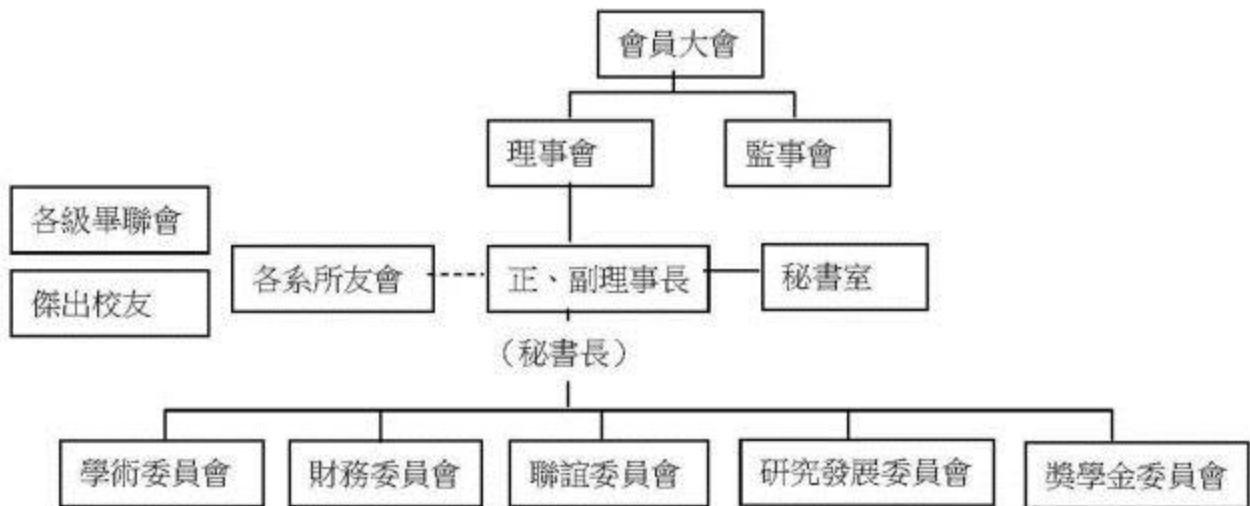 會員大會
理事會
監事會
各級畢聯會
各系所友會
正、副理事長
秘書室
傑出校友
（秘書長）
學術委員會
財務委員會
聯誼委員會
研究發展委員會
獎學金委員會